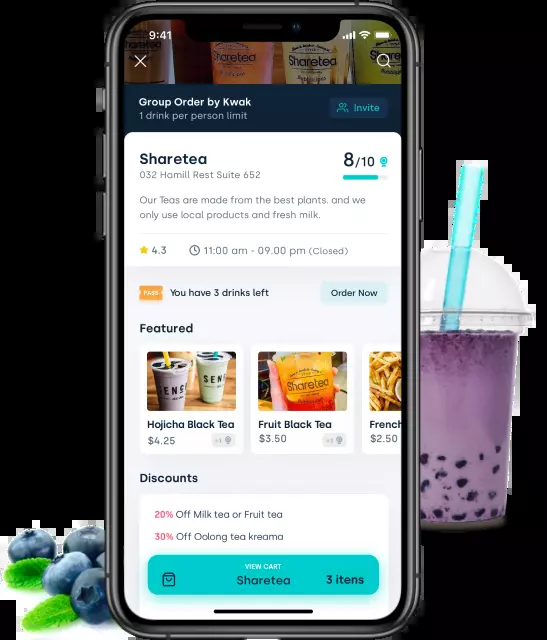 9:41
Sharetea
Sharetea
Group Order by Kwak
1 drink per person limit
Invite
Sharetea
8/10
032 Hamill Rest Suite 652
Our Teas are made from the best plants. and we
only use local products and fresh milk.
4.3
11:00 am - 09.00 pm (Closed)
PASS
You have 3 drinks left
Order Now
Featured
SENS
SEN
Sharetea
Hojicha Black Tea
$4.25
+1
Fruit Black Tea
$3.50
+1
French
$2.50
Discounts
20% Off Milk tea or Fruit tea
30% Off Oolong tea kreama
VIEW CART
Sharetea
3 itens